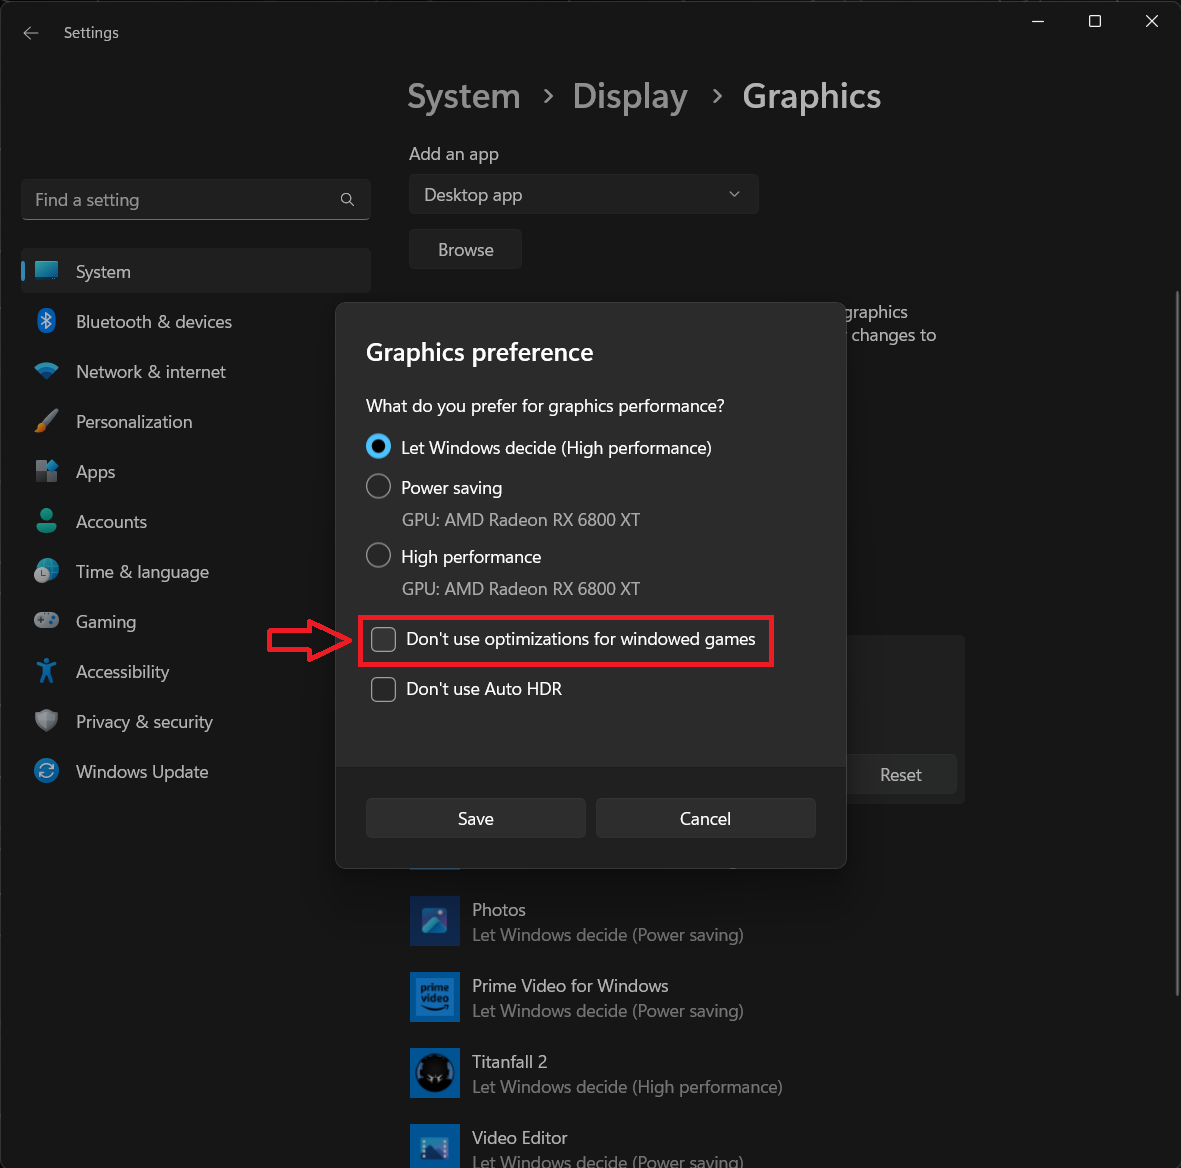 Settings
System > Display > Graphics
Add an app
Desktop app
Browse
Find a setting
System
Bluetooth & devices
Network & internet
Personalization
Apps
Accounts
Time & language
Gaming
Accessibility
Privacy & security
Windows Update
graphics
changes to
Graphics preference
What do you prefer for graphics performance?
Let Windows decide (High performance)
Power saving
GPU: AMD Radeon RX 6800 XT
High performance
GPU: AMD Radeon RX 6800 XT
Don't use optimizations for windowed games
Don't use Auto HDR
Save
Cancel
Reset
Photos
Let Windows decide (Power saving)
prime
video
Prime Video for Windows
Let Windows decide (Power saving)
Titanfall 2
Let Windows decide (High performance)
Video Editor
Let Windows decide (Power saving)